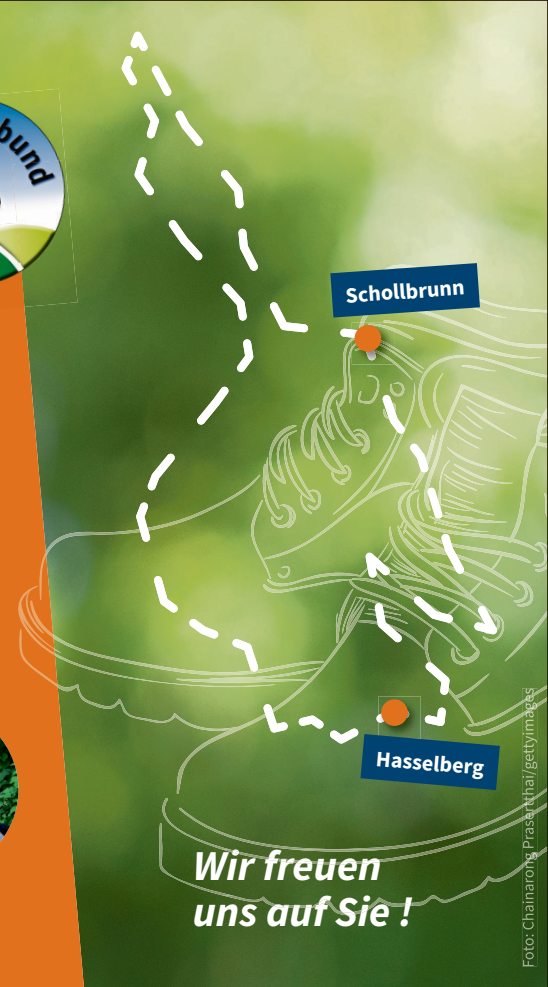 bund
Schollbrunn
Hasselberg
Wir freuen
uns auf Sie !
Foto: Chainarong Prasertthai/gettyimages